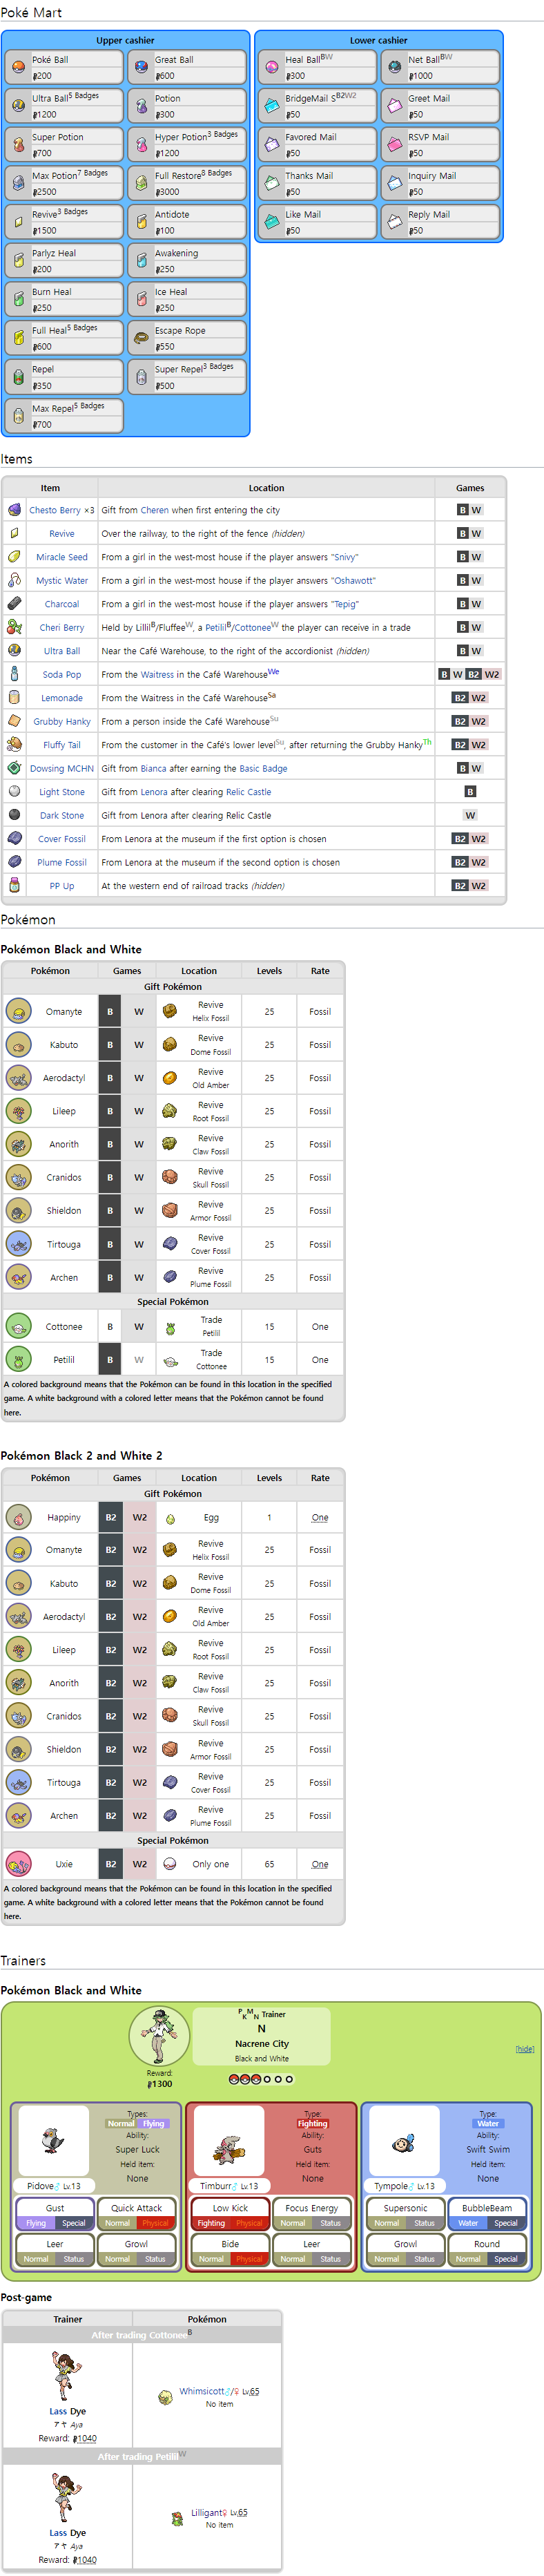 Poké Mart
Upper cashier
Poké Ball
₽200
Great Ball
₽600
Ultra Ball5 Badges
₽1200
Potion
₽300
Super Potion
₽700
Hyper Potion3 Badges
₽1200
Max Potion7 Badges
₽2500
Full Restore8 Badges
₽3000
Revive3 Badges
₽1500
Antidote
₽100
Parlyz Heal
₽200
Awakening
₽250
Burn Heal
₽250
Ice Heal
₽250
Full Heal5 Badges
₽600
Escape Rope
₽550
Repel
₽350
Super Repel3 Badges
₽500
Max Repel5 Badges
₽700
Lower cashier
Heal BallBW
₽300
Net BallBW
₽1000
BridgeMail SB2W2
₽50
Greet Mail
₽50
Favored Mail
₽50
RSVP Mail
₽50
Thanks Mail
₽50
Inquiry Mail
₽50
Like Mail
₽50
Reply Mail
₽50
Items
Item Location Games
Chesto Berry ×3 Gift from Cheren when first entering the city B W
Revive Over the railway, to the right of the fence (hidden) B W
Miracle Seed From a girl in the west-most house if the player answers "Snivy" B W
Mystic Water From a girl in the west-most house if the player answers "Oshawott" B W
Charcoal From a girl in the west-most house if the player answers "Tepig" B W
Cheri Berry Held by LillilB/FluffeeW, a PetililB/CottoneeW the player can receive in a trade B W
Ultra Ball Near the Café Warehouse, to the right of the accordionist (hidden) B W
Soda Pop From the Waitress in the Café WarehouseWe B W B2 W2
Lemonade From the Waitress in the Café WarehouseSa B2 W2
Grubby Hanky From a person inside the Café WarehouseSu B2 W2
Fluffy Tail From the customer in the Café's lower levelSu, after returning the Grubby HankyTh B2 W2
Dowsing MCHN Gift from Bianca after earning the Basic Badge B W
Light Stone Gift from Lenora after clearing Relic Castle B
Dark Stone Gift from Lenora after clearing Relic Castle W
Cover Fossil From Lenora at the museum if the first option is chosen B2 W2
Plume Fossil From Lenora at the museum if the second option is chosen B2 W2
PP Up At the western end of railroad tracks (hidden) B2 W2
Pokémon
Pokémon Black and White
Pokémon Games Location Levels Rate
Gift Pokémon
Omanyte B W Revive Helix Fossil 25 Fossil
Kabuto B W Revive Dome Fossil 25 Fossil
Aerodactyl B W Revive Old Amber 25 Fossil
Lileep B W Revive Root Fossil 25 Fossil
Anorith B W Revive Claw Fossil 25 Fossil
Cranidos B W Revive Skull Fossil 25 Fossil
Shieldon B W Revive Armor Fossil 25 Fossil
Tirtouga B W Revive Cover Fossil 25 Fossil
Archen B W Revive Plume Fossil 25 Fossil
Special Pokémon
Cottonee B W Trade Petilil 15 One
Petilil B W Trade Cottonee 15 One
A colored background means that the Pokémon can be found in this location in the specified
game. A white background with a colored letter means that the Pokémon cannot be found
here.
Pokémon Black 2 and White 2
Pokémon Games Location Levels Rate
Gift Pokémon
Happiny B2 W2 Egg 1 One
Omanyte B2 W2 Revive Helix Fossil 25 Fossil
Kabuto B2 W2 Revive Dome Fossil 25 Fossil
Aerodactyl B2 W2 Revive Old Amber 25 Fossil
Lileep B2 W2 Revive Root Fossil 25 Fossil
Anorith B2 W2 Revive Claw Fossil 25 Fossil
Cranidos B2 W2 Revive Skull Fossil 25 Fossil
Shieldon B2 W2 Revive Armor Fossil 25 Fossil
Tirtouga B2 W2 Revive Cover Fossil 25 Fossil
Archen B2 W2 Revive Plume Fossil 25 Fossil
Special Pokémon
Uxie B2 W2 Only one 65 One
A colored background means that the Pokémon can be found in this location in the specified
game. A white background with a colored letter means that the Pokémon cannot be found
here.
Trainers
Pokémon Black and White
PKMN Trainer
N
Nacrene City
Black and White
[hide]
Reward:
₽1300
Types:
Normal Flying
Ability:
Super Luck
Held item:
None
Pidove♂ Lv.13
Gust
Flying Special
Quick Attack
Normal Physical
Leer
Normal Status
Growl
Normal Status
Type:
Fighting
Ability:
Guts
Held item:
None
Timburr♂ Lv.13
Low Kick
Fighting Physical
Focus Energy
Normal Status
Bide
Normal Physical
Leer
Normal Status
Type:
Water
Ability:
Swift Swim
Held item:
None
Tympole♂ Lv.13
Supersonic
Normal Status
BubbleBeam
Water Special
Growl
Normal Status
Round
Normal Special
Post-game
Trainer Pokémon
After trading CottoneeB
Lass Dye
アヤ Aya
Reward: ₽1040
Whimsicott♂/♀ Lv.65
No item
After trading PetililW
Lass Dye
アヤ Aya
Reward: ₽1040
Lilligant♀ Lv.65
No item